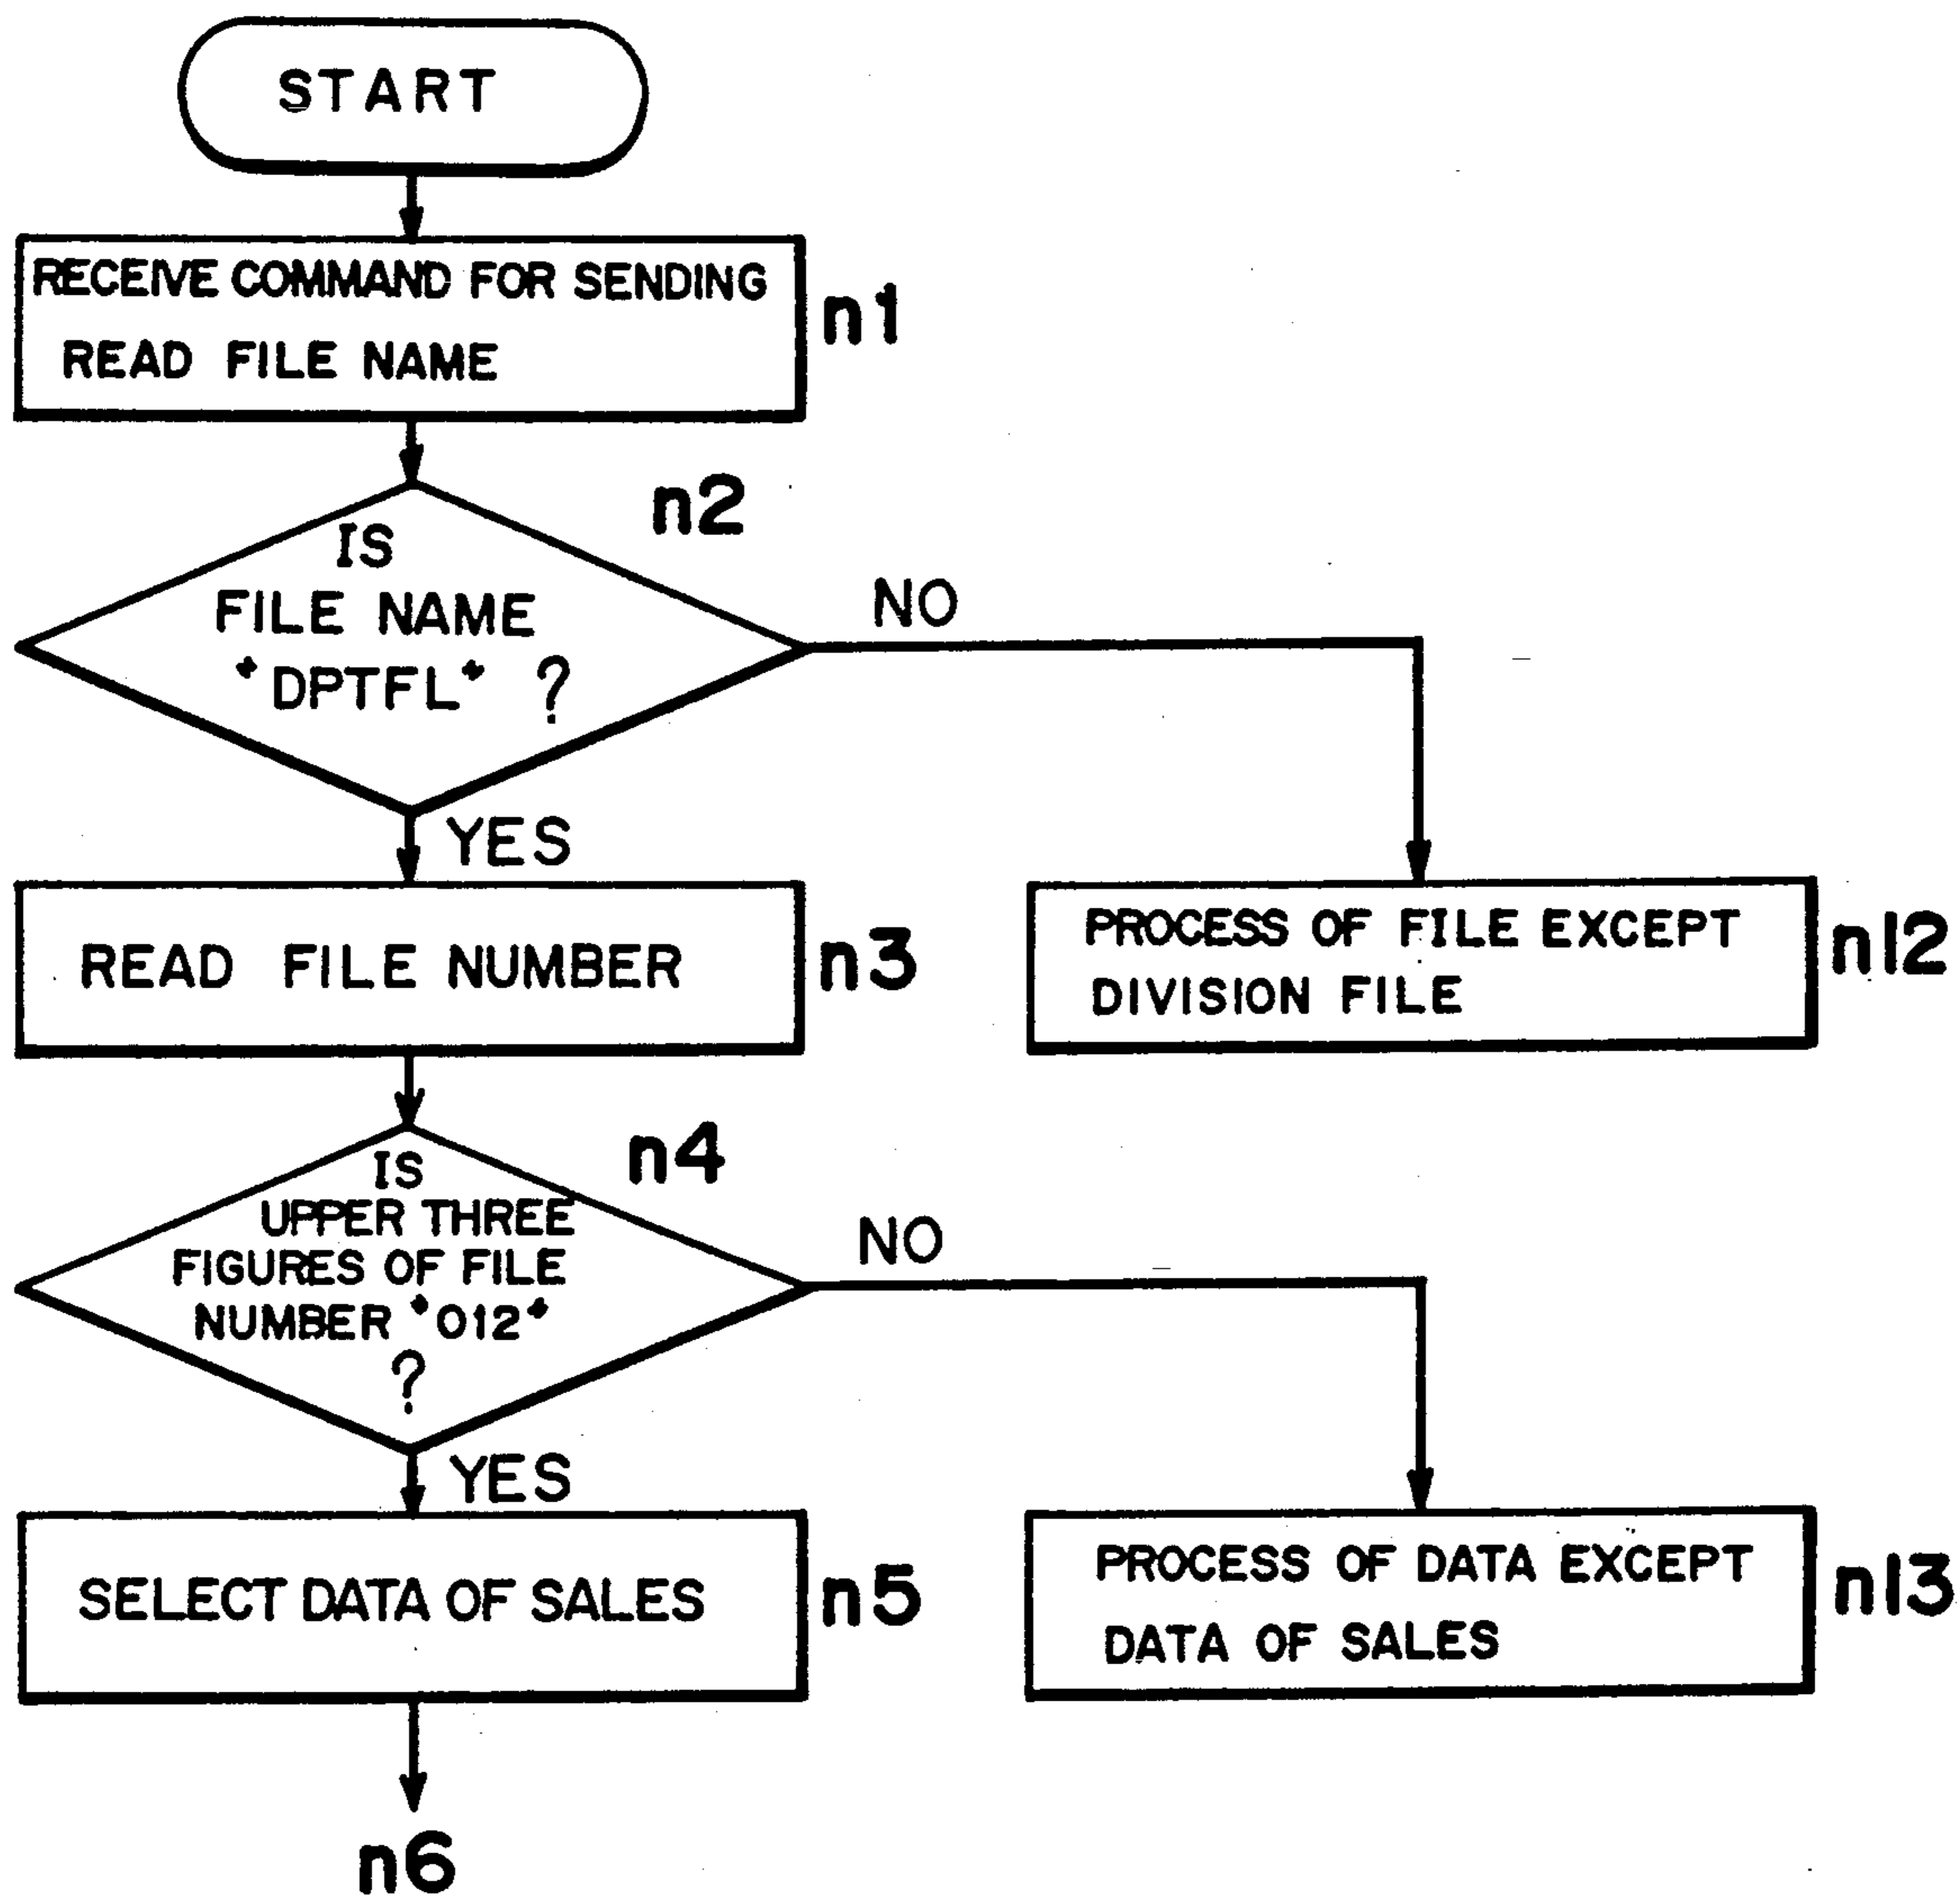 START
RECEIVE COMMAND FOR SENDING
READ FILE NAME
n1
n2
IS
FILE NAME
"DPTFL" ?
NO
YES
READ FILE NUMBER
n3
PROCESS OF FILE EXCEPT
DIVISION FILE
n12
n4
IS
UPPER THREE
FIGURES OF FILE
NUMBER "012"
?
NO
YES
SELECT DATA OF SALES
n5
PROCESS OF DATA EXCEPT
DATA OF SALES
n13
n6